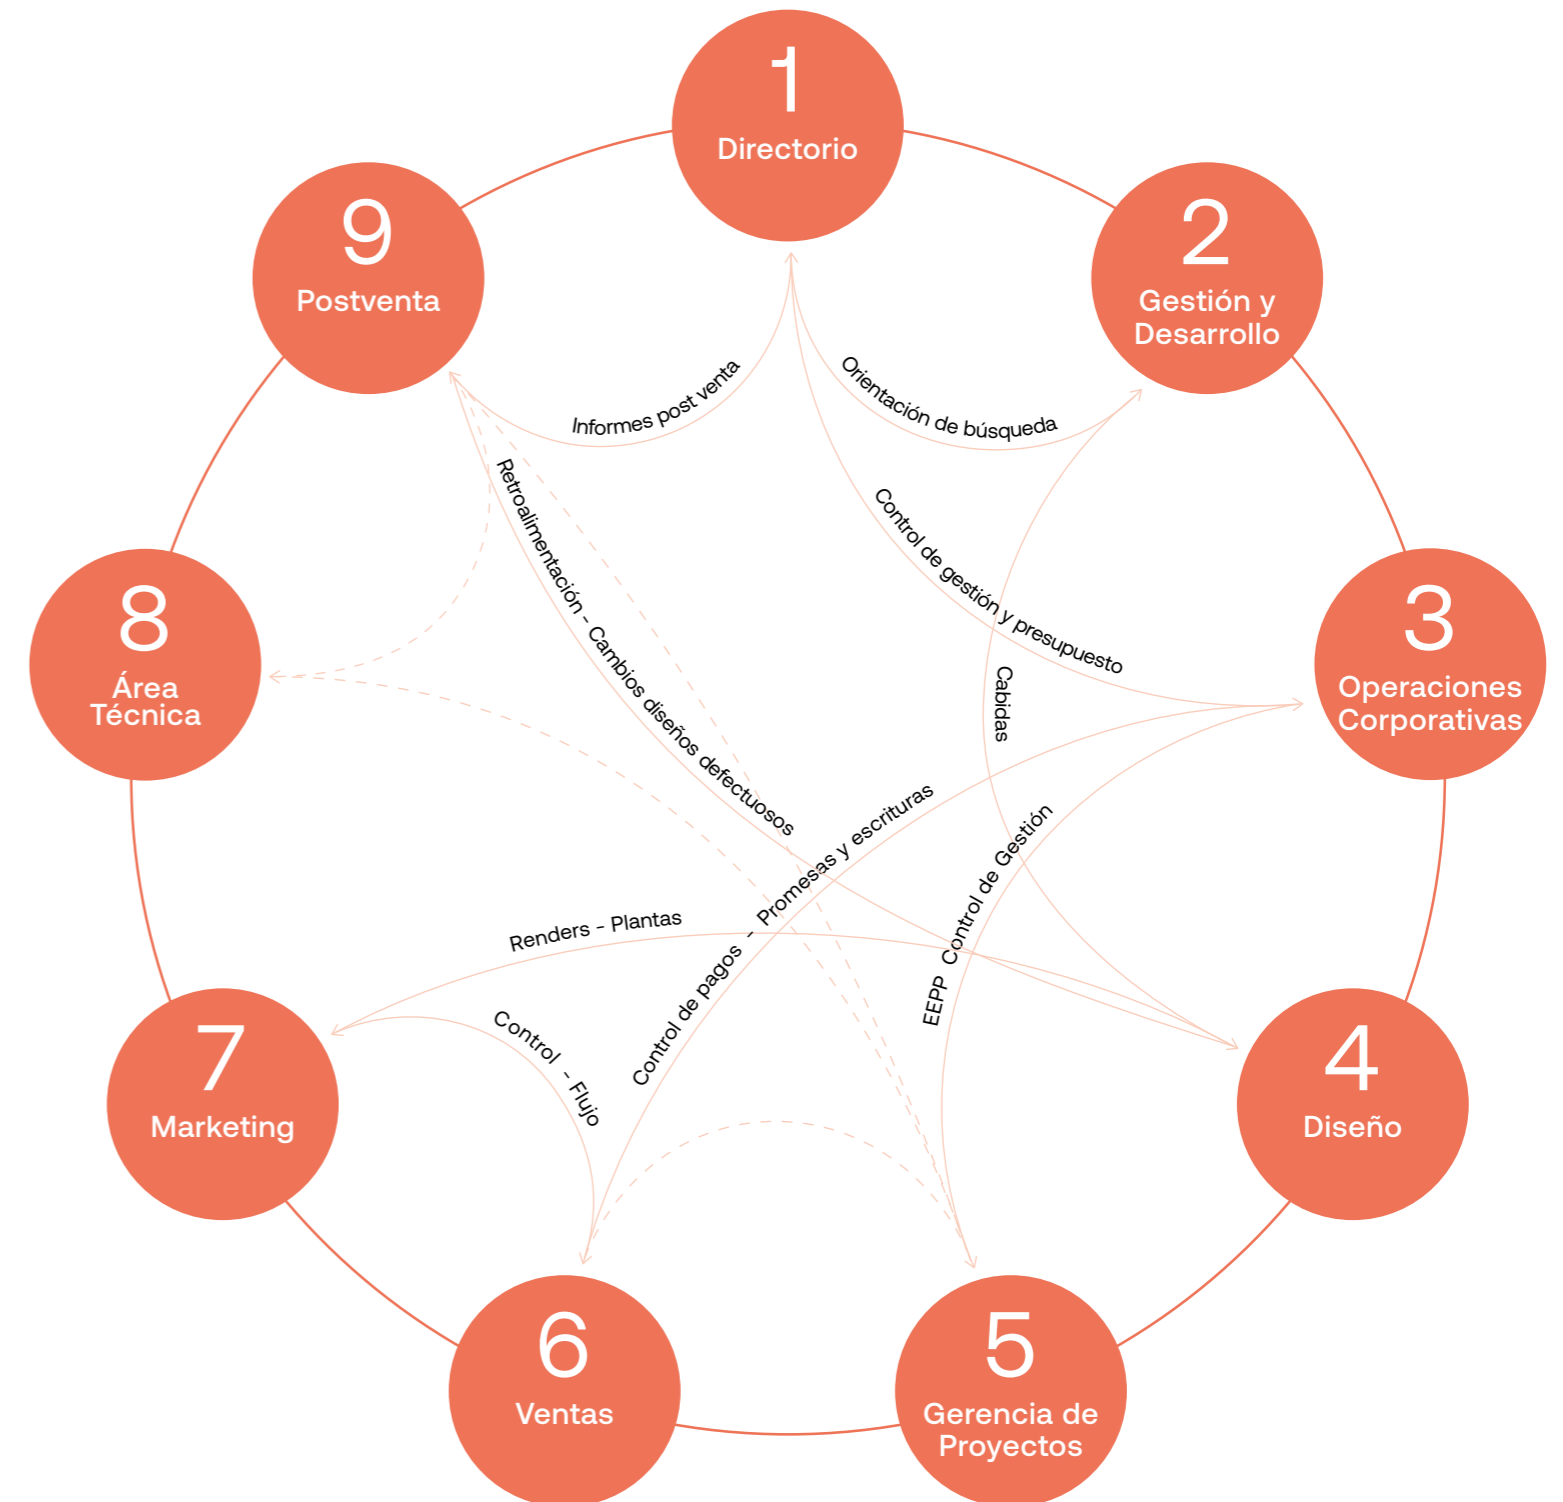 1
Directorio
2
Gestión y
Desarrollo
3
Operaciones
Corporativas
4
Diseño
5
Gerencia de
Proyectos
6
Ventas
7
Marketing
8
Área
Técnica
9
Postventa
Informes post venta
Orientación de búsqueda
Control de gestión y presupuesto
Cabidas
Retroalimentación - Cambios diseños defectuosos
Control de pagos - Promesas y escrituras
EEPP Control de Gestión
Renders - Plantas
Control - Flujo